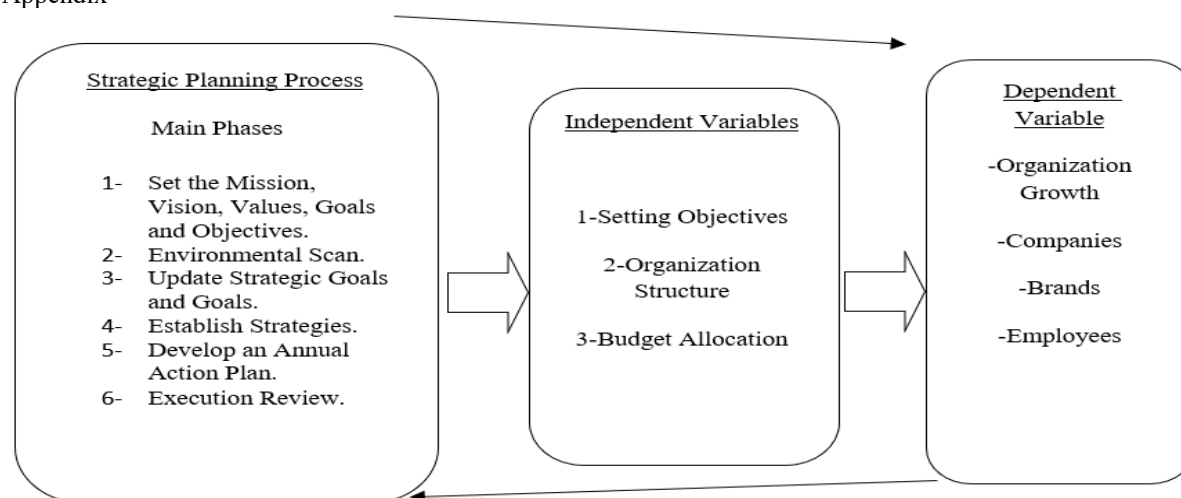 Appendix
Strategic Planning Process
Main Phases
1- Set the Mission,
Vision, Values, Goals
and Objectives.
2- Environmental Scan.
3- Update Strategic Goals
and Goals.
4- Establish Strategies.
5- Develop an Annual
Action Plan.
6- Execution Review.
Independent Variables
1-Setting Objectives
2-Organization
Structure
3-Budget Allocation
Dependent
Variable
-Organization
Growth
-Companies
-Brands
-Employees